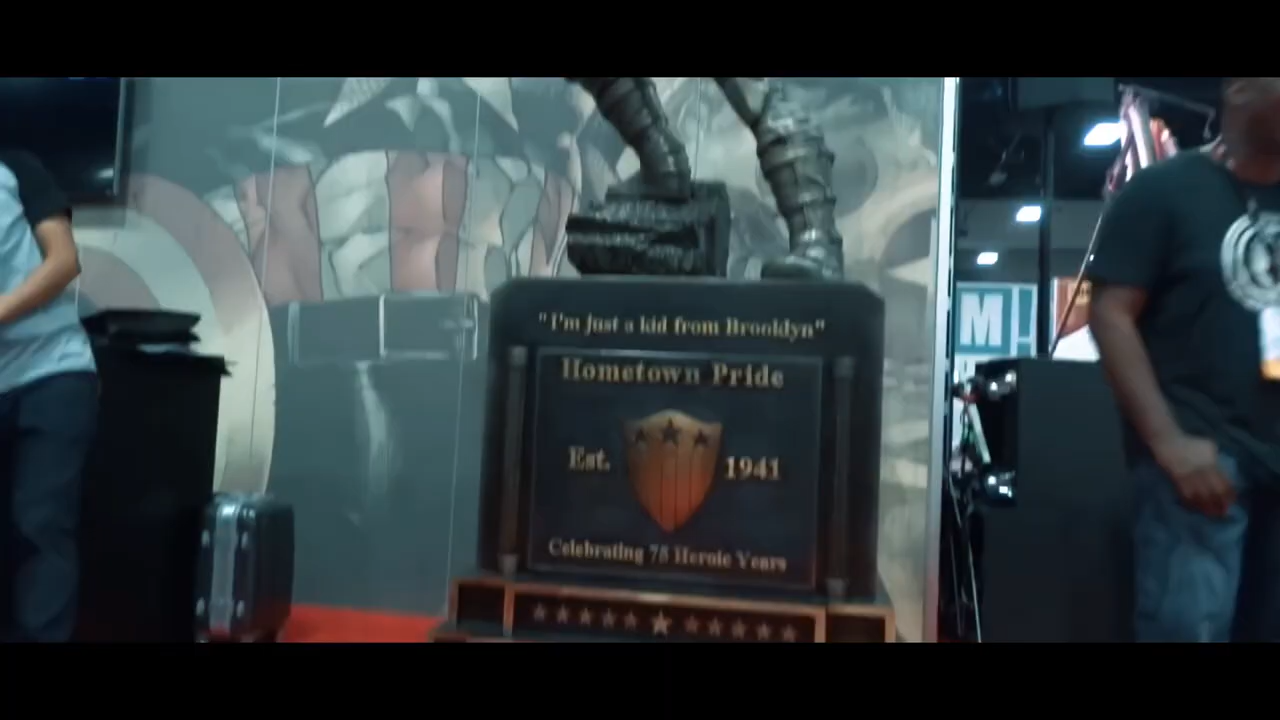 "I'm just a kid from Brooklyn"
Hometown Pride
Est. 1941
Celebrating 75 Heroic Years
M